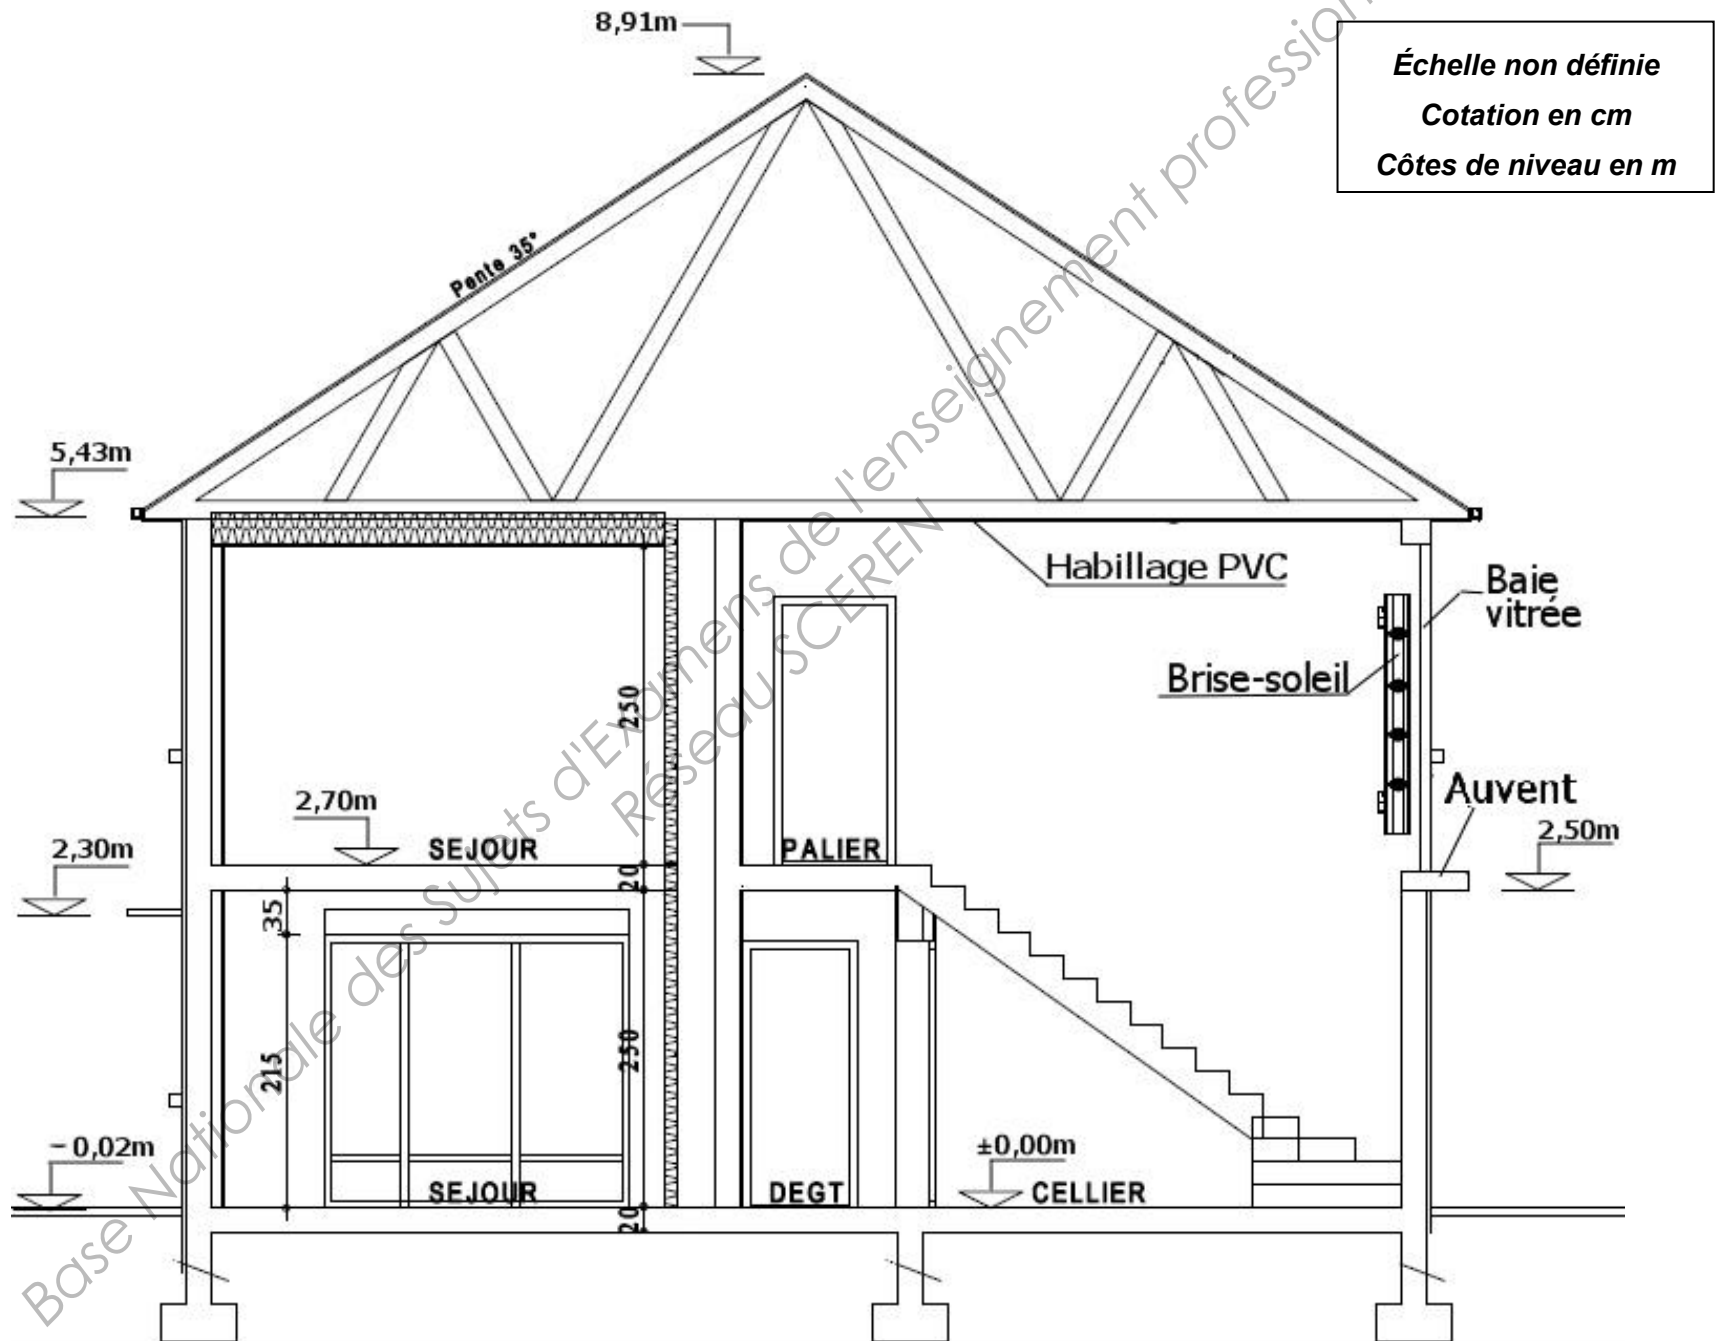 8,91m
Échelle non définie
Cotation en cm
Côtes de niveau en m
Pente 35°
5,43m
Habillage PVC
Baie
vitrée
Brise-soleil
250
Auvent
2,70m
2,50m
2,30m
SEJOUR
PALIER
20
35
215
250
- 0,02m
±0,00m
SEJOUR
DEGT
CELLIER
20
Base Nationale des Sujets d'Examens de l'enseignement profession
Réseau SCEREN